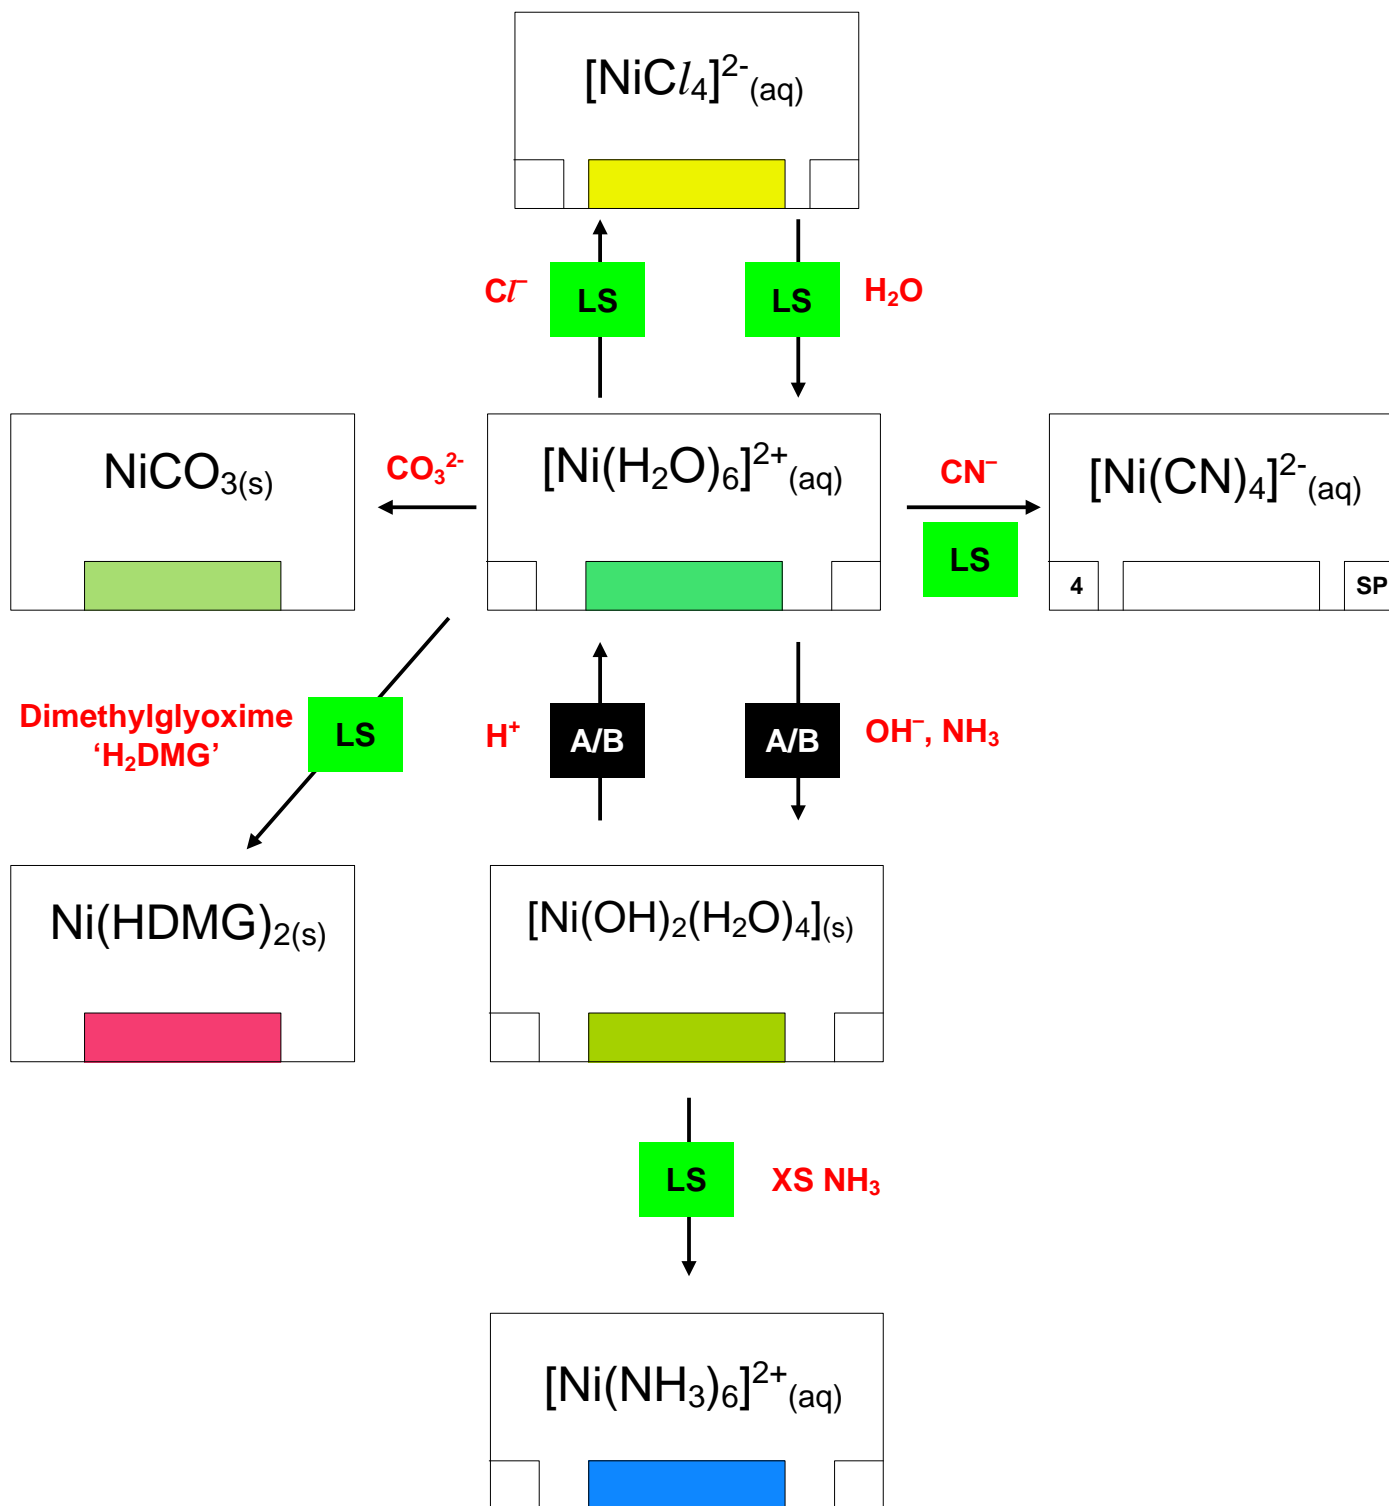 [NiCl₄]²⁻(aq)
Cl⁻
LS
LS
H₂O
NiCO₃(s)
CO₃²⁻
[Ni(H₂O)₆]²⁺(aq)
CN⁻
LS
[Ni(CN)₄]²⁻(aq)
4
SP
Dimethylglyoxime
‘H₂DMG’
LS
H⁺
A/B
A/B
OH⁻, NH₃
Ni(HDMG)₂(s)
[Ni(OH)₂(H₂O)₄](s)
LS
XS NH₃
[Ni(NH₃)₆]²⁺(aq)